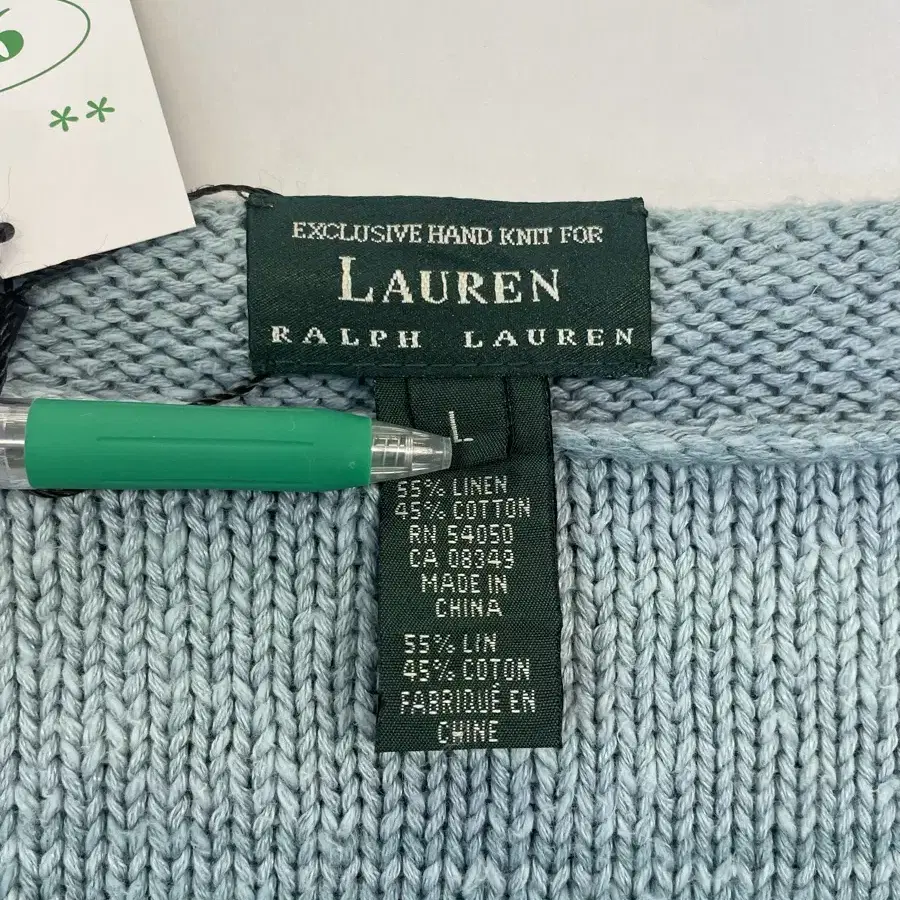 6
**
EXCLUSIVE HAND KNIT FOR
LAUREN
RALPH LAUREN
L
55% LINEN
45% COTTON
RN 54050
CA 08349
MADE IN
CHINA
55% LIN
45% COTON
FABRIQUÉ EN
CHINE